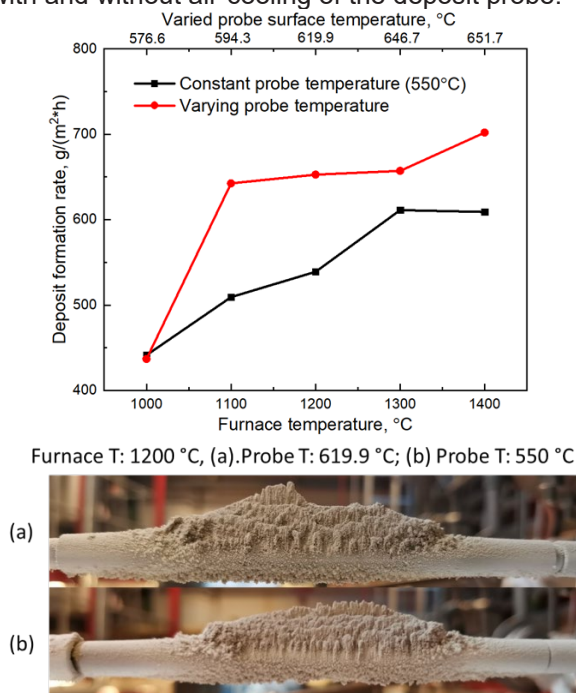 with and without air-cooling of the deposit probe.
Varied probe surface temperature, °C
576.6 594.3 619.9 646.7 651.7
800
Constant probe temperature (550°C)
Varying probe temperature
700
600
500
400
Deposit formation rate, g/(m²*h)
1000 1100 1200 1300 1400
Furnace temperature, °C
Furnace T: 1200 °C, (a).Probe T: 619.9 °C; (b) Probe T: 550 °C
(a)
(b)